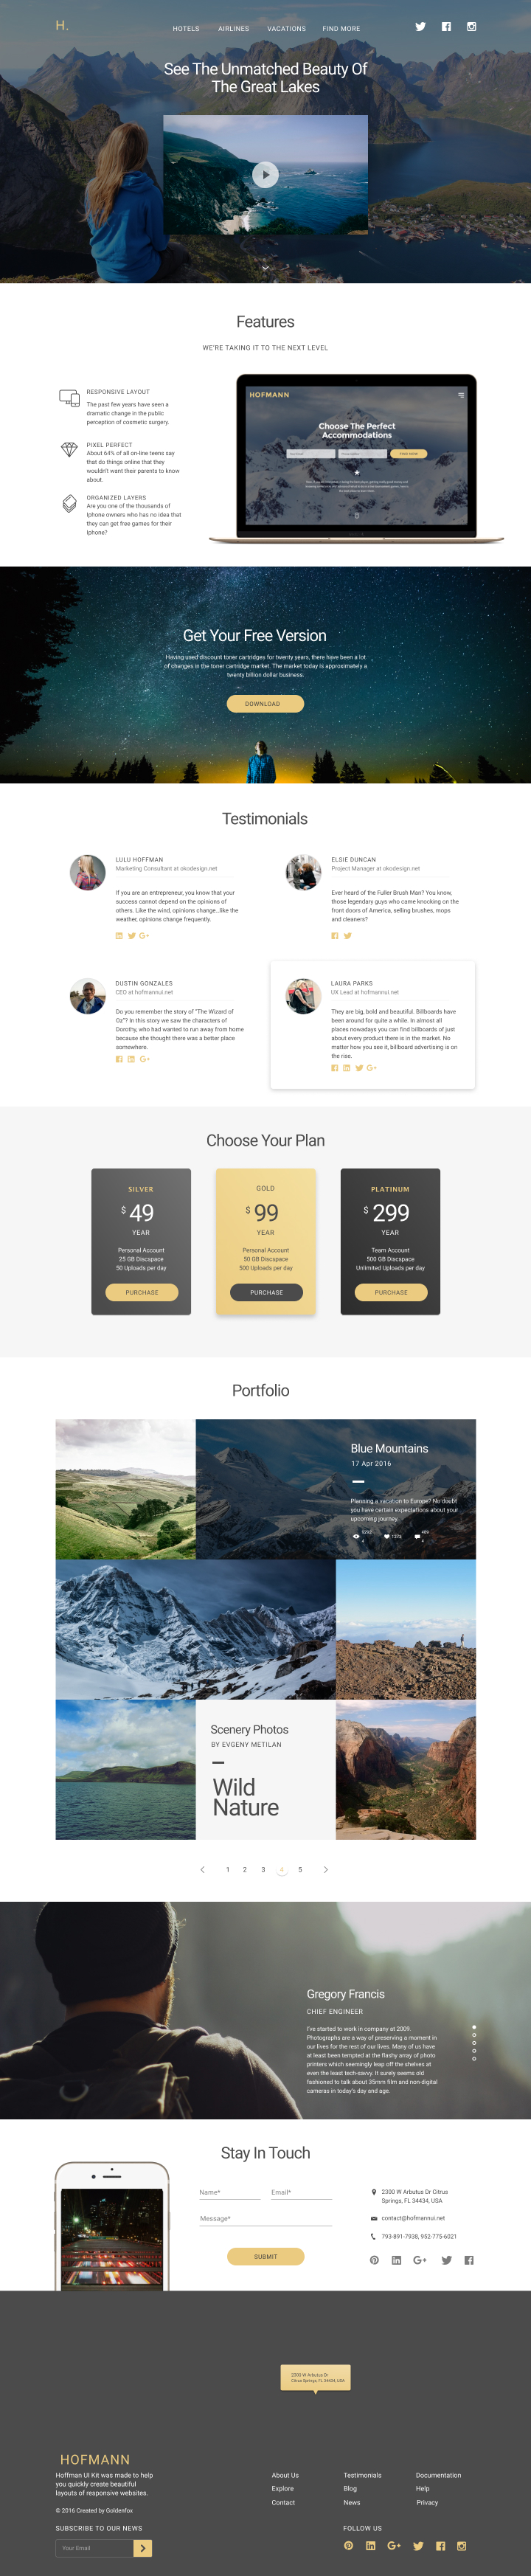 H.
HOTELS AIRLINES VACATIONS FIND MORE
See The Unmatched Beauty Of
The Great Lakes
Features
WE'RE TAKING IT TO THE NEXT LEVEL
RESPONSIVE LAYOUT
The past few years have seen a
dramatic change in the public
perception of cosmetic surgery.
PIXEL PERFECT
About 64% of all on-line teens say
that do things online that they
wouldn't want their parents to know
about.
ORGANIZED LAYERS
Are you one of the thousands of
Iphone owners who has no idea that
they can get free games for their
Iphone?
HOFMANN
Choose The Perfect
Accommodations
FIND NOW
Get Your Free Version
Having used discount toner cartridges for twenty years, there have been a lot
of changes in the toner cartridge market. The market today is approximately a
twenty billion dollar business.
DOWNLOAD
Testimonials
LULU HOFFMAN
Marketing Consultant at okodesign.net
If you are an entrepreneur, you know that your
success cannot depend on the opinions of
others. Like the wind, opinions change...like the
weather, opinions change frequently.
ELSIE DUNCAN
Project Manager at okodesign.net
Ever heard of the Fuller Brush Man? You know,
those legendary guys who came knocking on the
front doors of America, selling brushes, mops
and cleaners?
DUSTIN GONZALES
CEO at hofmannui.net
Do you remember the story of "The Wizard of
Oz"? In this story we saw the characters of
Dorothy, who had wanted to run away from home
because she thought there was a better place
somewhere.
LAURA PARKS
UX Lead at hofmannui.net
They are big, bold and beautiful. Billboards have
been around for quite a while. In almost all
places nowadays you can find billboards of just
about every product there is in the market. No
matter how you see it, billboard advertising is on
the rise.
Choose Your Plan
SILVER
$ 49
YEAR
Personal Account
25 GB Discspace
50 Uploads per day
PURCHASE
GOLD
$ 99
YEAR
Personal Account
50 GB Discspace
500 Uploads per day
PURCHASE
PLATINUM
$ 299
YEAR
Team Account
500 GB Discspace
Unlimited Uploads per day
PURCHASE
Portfolio
Blue Mountains
17 Apr 2016
Planning a vacation to Europe? No doubt
you have certain expectations about your
upcoming journey.
Scenery Photos
BY EVGENY METILAN
Wild
Nature
1 2 3 4 5
Gregory Francis
CHIEF ENGINEER
I've started to work in company at 2009.
Photographs are a way of preserving a moment in
our lives for the rest of our lives. Many of us have
at least been tempted at the flashy array of photo
printers which seemingly leap off the shelves at
even the least tech-savvy. It surely seems old
fashioned to talk about 35mm film and non-digital
cameras in today's day and age.
Stay In Touch
Name* Email*
Message*
SUBMIT
2300 W Arbutus Dr Citrus
Springs, FL 34434, USA
contact@hofmannui.net
793-891-7938, 952-775-6021
2300 W Arbutus Dr
Citrus Springs, FL 34434, USA
HOFMANN
Hoffman UI Kit was made to help
you quickly create beautiful
layouts of responsive websites.
© 2016 Created by Goldenfox
About Us
Explore
Contact
Testimonials
Blog
News
Documentation
Help
Privacy
SUBSCRIBE TO OUR NEWS
Your Email
FOLLOW US